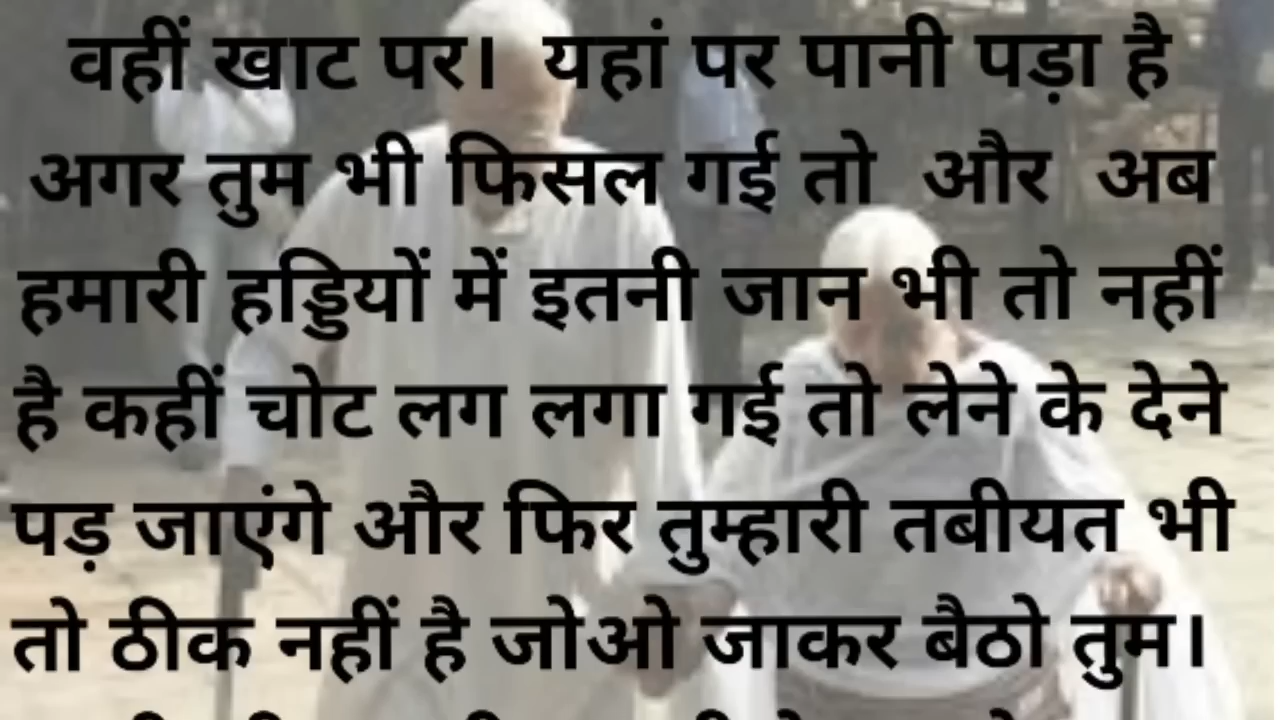 वहीं खाट पर। यहां पर पानी पड़ा है
अगर तुम भी फिसल गई तो और अब
हमारी हड्डियों में इतनी जान भी तो नहीं
है कहीं चोट लग लगा गई तो लेने के देने
पड़ जाएंगे और फिर तुम्हारी तबीयत भी
तो ठीक नहीं है जोओ जाकर बैठो तुम।